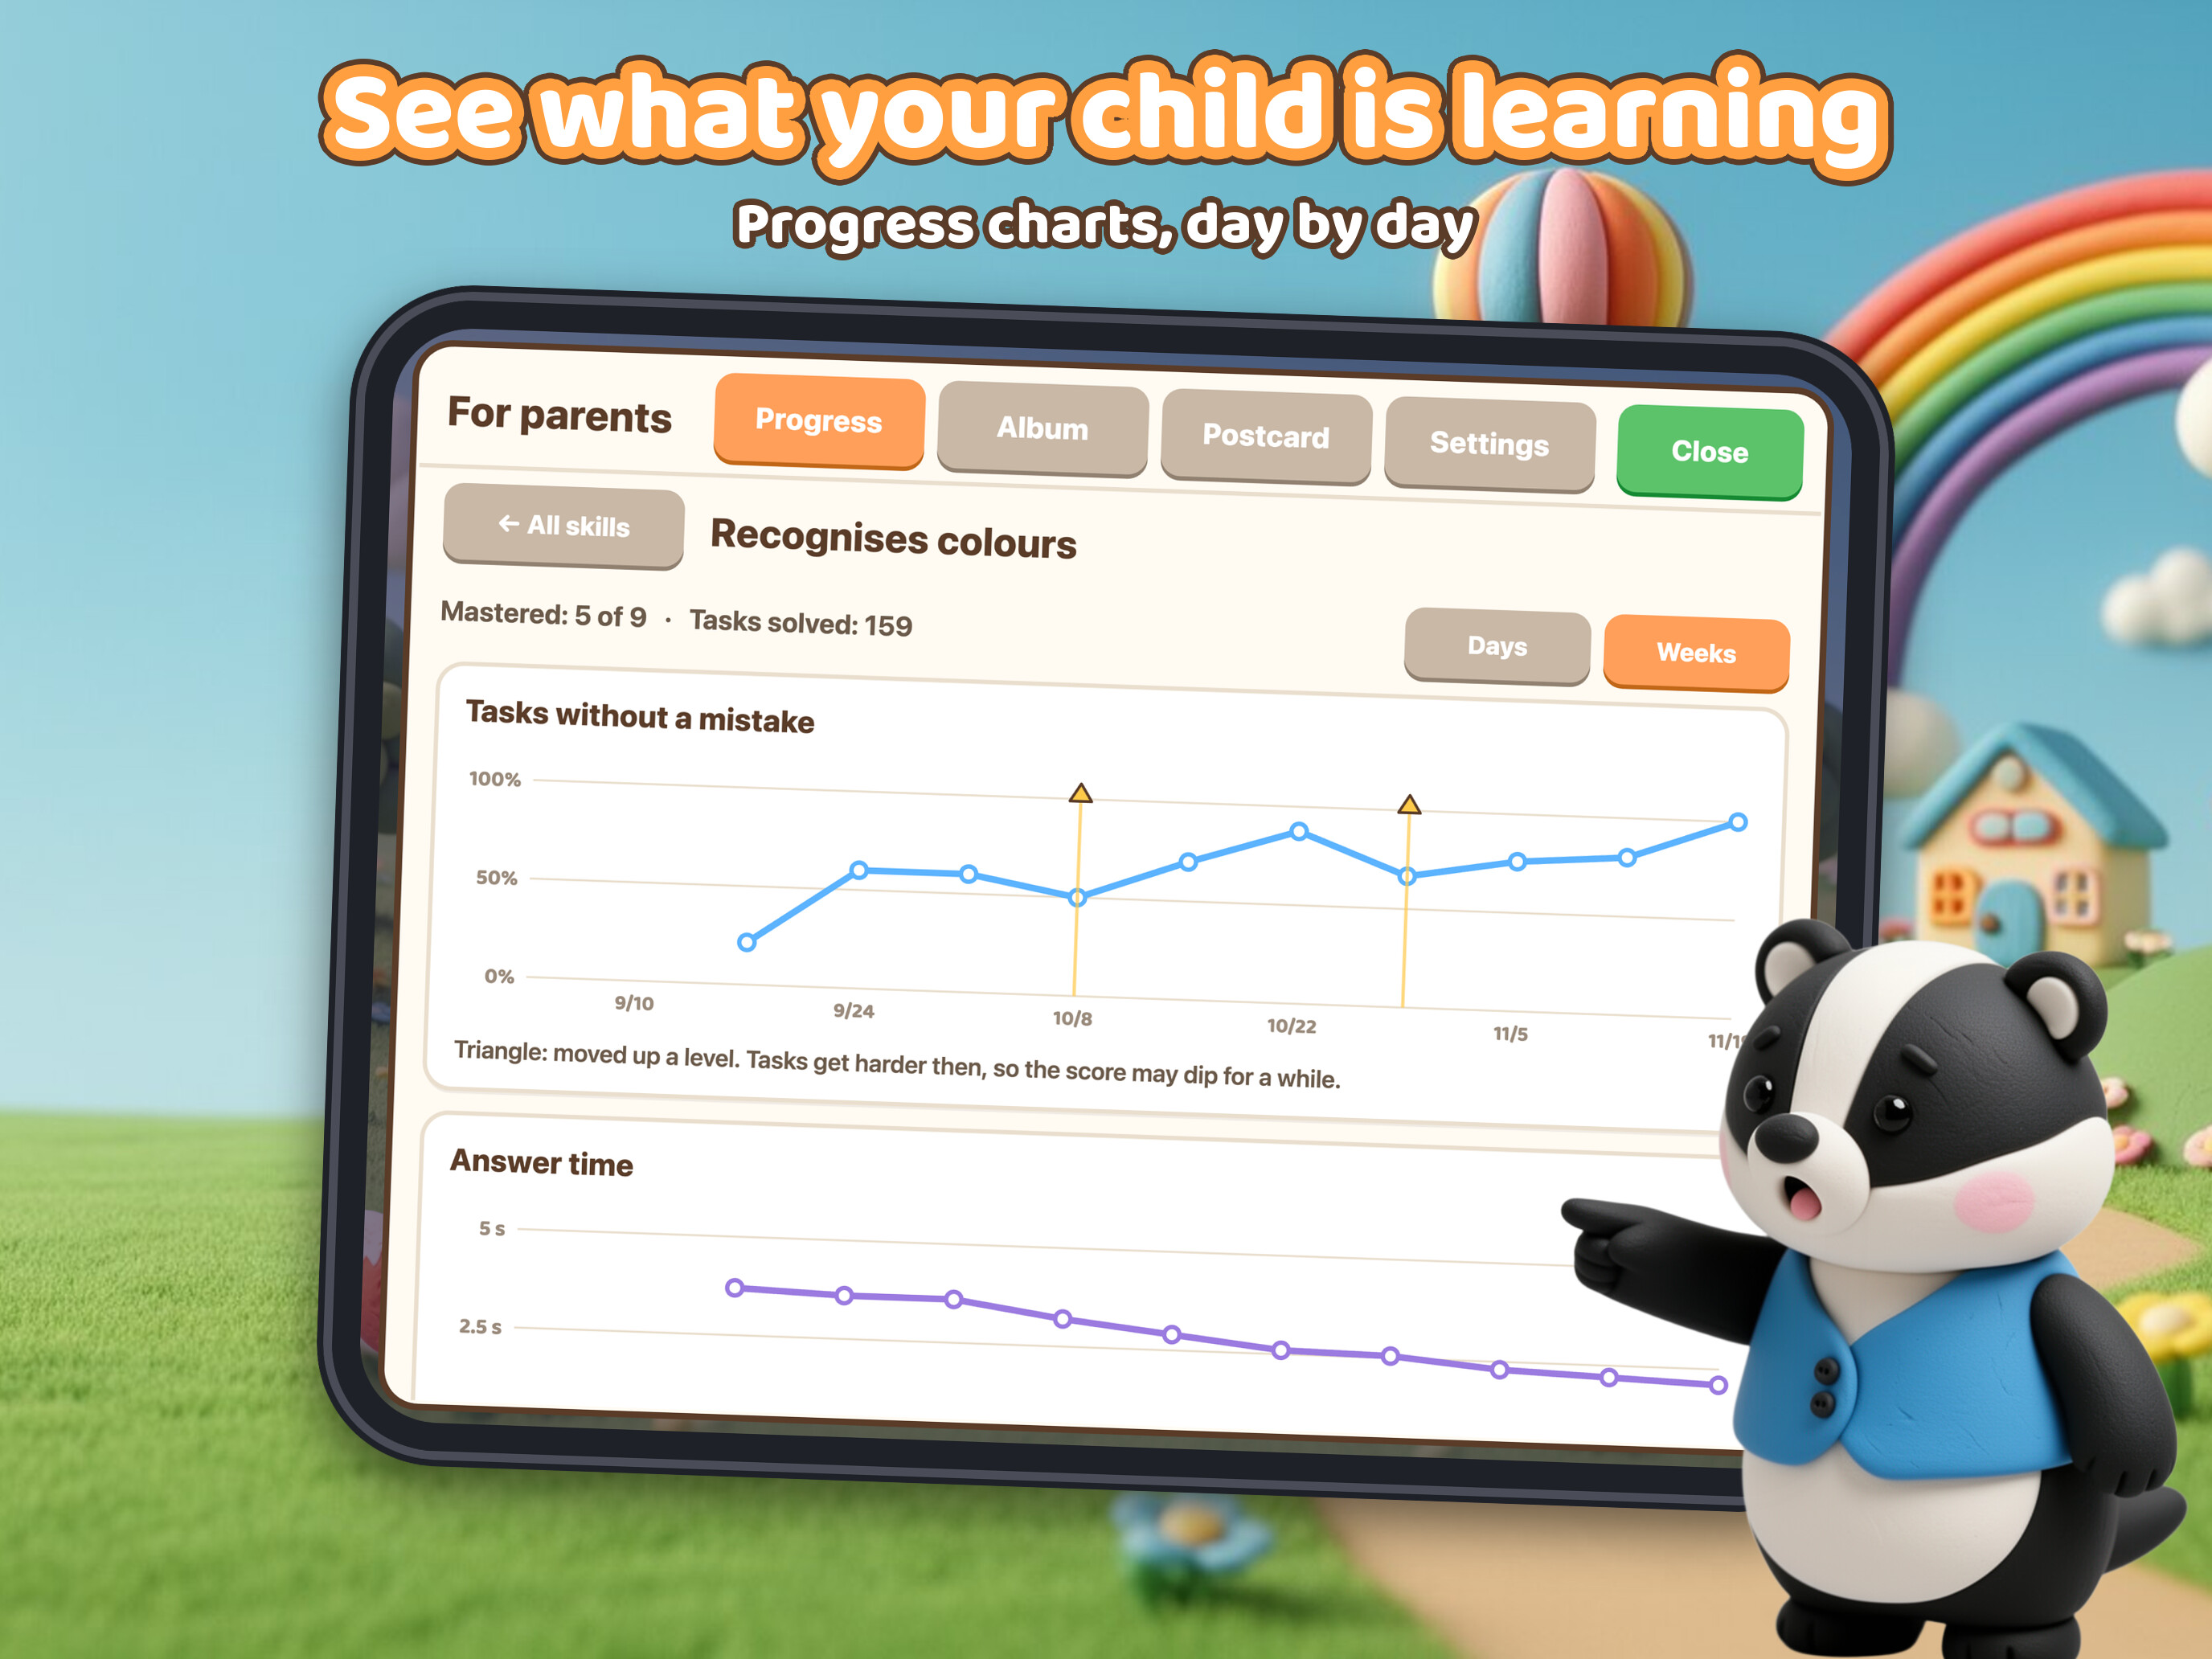 See what your child is learning
Progress charts, day by day
For parents
Progress
Album
Postcard
Settings
Close
← All skills
Recognises colours
Mastered: 5 of 9 · Tasks solved: 159
Days
Weeks
Tasks without a mistake
100%
50%
0%
9/10
9/24
10/8
10/22
11/5
Triangle: moved up a level. Tasks get harder then, so the score may dip for a while.
Answer time
5 s
2.5 s